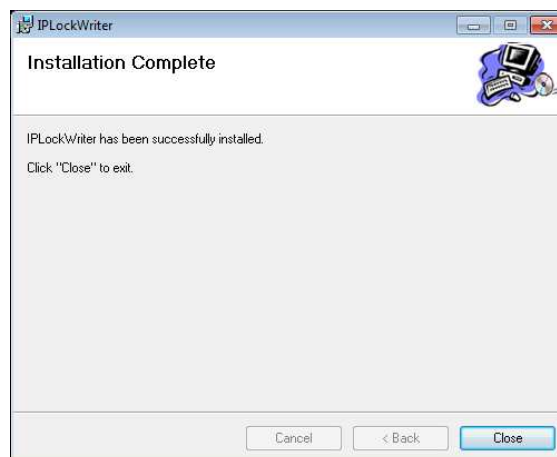 IPLockWriter
Installation Complete
IPLockWriter has been successfully installed.
Click "Close" to exit.
Cancel
< Back
Close